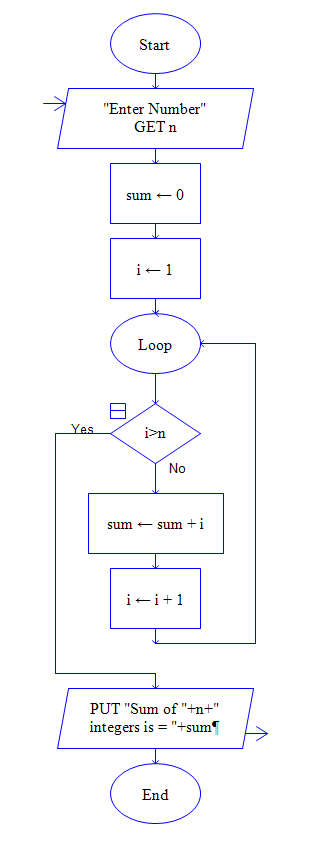 Start
"Enter Number"
GET n
sum ← 0
i ← 1
Loop
i>n
Yes
No
sum ← sum + i
i ← i + 1
PUT "Sum of "+n+"
integers is = "+sum¶
End